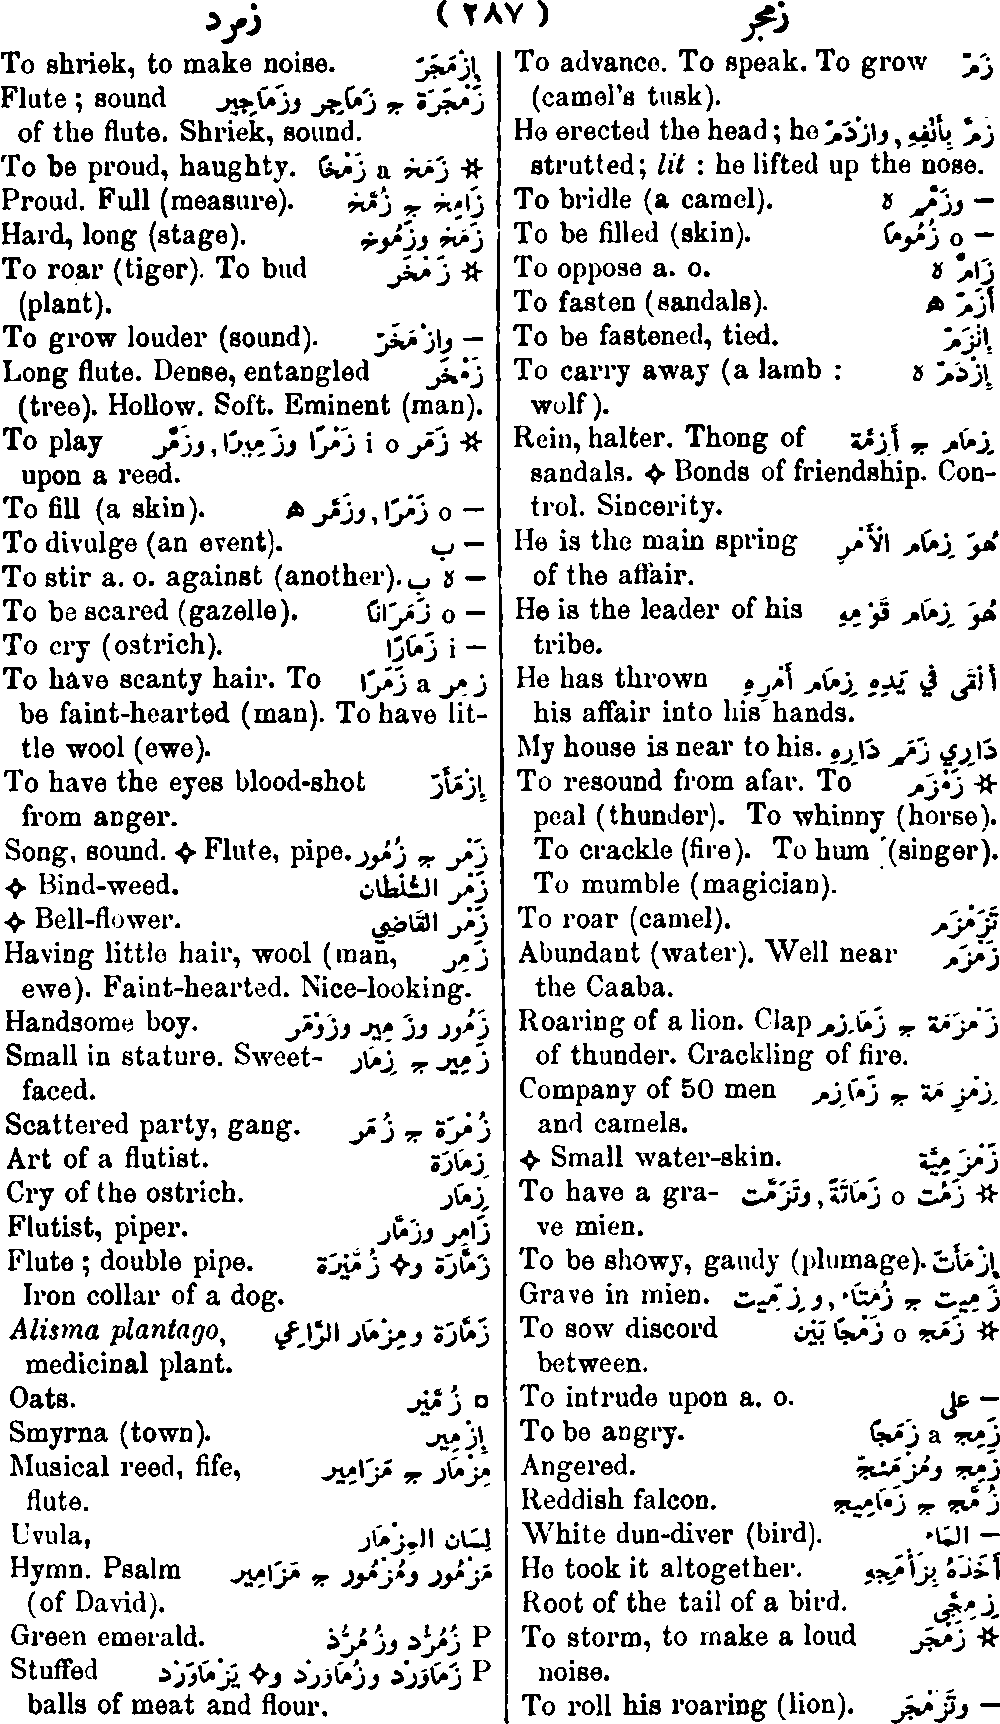 زمرد ( ٢٨٧ ) زمجر
To advance. To speak. To grow زَمَّ
(camel's tusk).
He erected the head; he زَمَّ بِأَنْفِهِ, وازْدَمَّ
strutted; lit : he lifted up the nose.
To bridle (a camel). — وزَمَّمَ ه
To be filled (skin). — o زُمُومًا
To oppose a. o. زَامَّ ه
To fasten (sandals). أَزَمَّ ه
To be fastened, tied. إِنْزَمَّ
To carry away (a lamb : إِزْدَمَّ ه
wolf).
Rein, halter. Thong of زِمَام ج أَزِمَّة
sandals. ✧ Bonds of friendship. Con-
trol. Sincerity.
He is the main spring هُوَ زِمَام الأَمْرِ
of the affair.
He is the leader of his هُوَ زِمَام قَوْمِهِ
tribe.
He has thrown أَلْقَى في يَدِهِ زِمَام أَمْرِهِ
his affair into his hands.
My house is near to his. دَارِي زَمَم دَارِهِ
To resound from afar. To ✲ زَمْزَم
peal (thunder). To whinny (horse).
To crackle (fire). To hum (singer).
To mumble (magician).
To roar (camel). تَزَمْزَم
Abundant (water). Well near زَمْزَم
the Caaba.
Roaring of a lion. Clap زَمْزَمَة ج زَمَازِم
of thunder. Crackling of fire.
Company of 50 men زِمْزِمَة ج زَمَازِم
and camels.
✧ Small water-skin. زَمْزَمِيَّة
To have a gra- ✲ زَمُت o زَمَاتَةً, وتَزَمَّت
ve mien.
To be showy, gaudy (plumage). إِزْمَأَتَّ
Grave in mien. زَمِيت ج زُمَتَاء, وزِمِّيت
To sow discord ✲ زَمَج o زَمْجًا بَيْن
between.
To intrude upon a. o. — على
To be angry. زَمِج a زَمَجًا
Angered. زَمِج ومُزْمَئِجّ
Reddish falcon. زُمَّج ج زَمَامِيج
White dun-diver (bird). — المَاء
He took it altogether. أَخَذَهُ بِزَأْمَجِهِ
Root of the tail of a bird. زِمِجَّى
To storm, to make a loud ✲ زَمْجَر
noise.
To roll his roaring (lion). — وتَزَمْجَر
To shriek, to make noise. إِزْمَجَرَّ
Flute ; sound زَمْجَرَة ج زَمَاجِر وزَمَاجِير
of the flute. Shriek, sound.
To be proud, haughty. ✲ زَمَخ a زَمْخًا
Proud. Full (measure). زَامِخ ج زُمَّخ
Hard, long (stage). زَمَخ وزَمُوخ
To roar (tiger). To bud ✲ زَمْخَر
(plant).
To grow louder (sound). — وازْمَخَرَّ
Long flute. Dense, entangled زَمْخَر
(tree). Hollow. Soft. Eminent (man).
To play ✲ زَمَر i o زَمْرًا وزَمِيرًا, وزَمَّر
upon a reed.
To fill (a skin). — o زَمْرًا, وزَمَّر ه
To divulge (an event). — ب
To stir a. o. against (another). — ه ب
To be scared (gazelle). — o زَمَرَانًا
To cry (ostrich). — i زِمَارًا
To have scanty hair. To زمِر a زَمَرًا
be faint-hearted (man). To have lit-
tle wool (ewe).
To have the eyes blood-shot إِزْمَأَرَّ
from anger.
Song, sound. ✧ Flute, pipe. زَمْر ج زُمُور
✧ Bind-weed. زَمْر السُّلْطَان
✧ Bell-flower. زَمْر القَاضِي
Having little hair, wool (man, زَمِر
ewe). Faint-hearted. Nice-looking.
Handsome boy. زَمُور وزَمِير وزَوْمَر
Small in stature. Sweet- زَمِير ج زِمَار
faced.
Scattered party, gang. زُمْرَة ج زُمَر
Art of a flutist. زِمَارَة
Cry of the ostrich. زِمَار
Flutist, piper. زَامِر وزَمَّار
Flute ; double pipe. زَمَّارَة و✧ زُمَّيْرَة
Iron collar of a dog.
Alisma plantago, زَمَّارَة ومِزْمَار الرَّاعِي
medicinal plant.
Oats. □ زُمَّيْر
Smyrna (town). إِزْمِير
Musical reed, fife, مِزْمَار ج مَزَامِير
flute.
Uvula, لِسَان المِزْمَار
Hymn. Psalm مَزْمُور ومُزْمُور ج مَزَامِير
(of David).
Green emerald. P زُمُرُّد وزُمُرُّذ
Stuffed P زَمَاوَرْد وزُمَاوَرْد و✧ بَزْمَاوَرْد
balls of meat and flour.